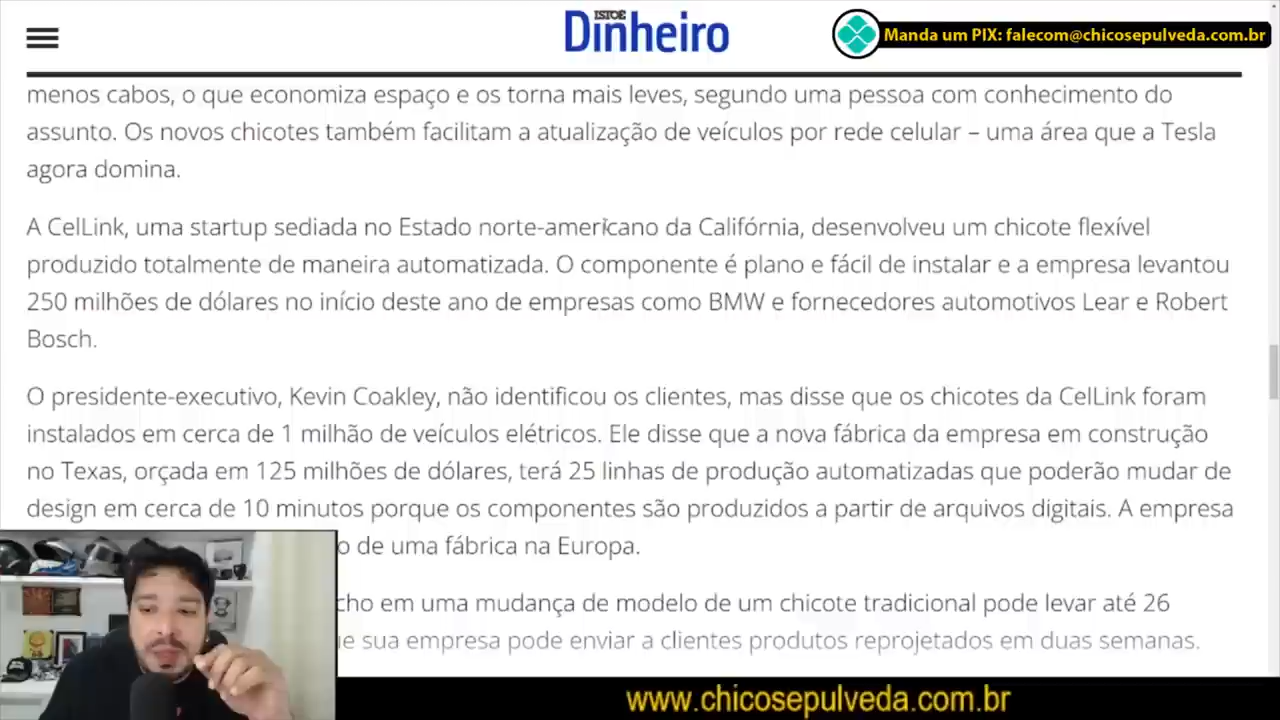 ISTOÉ
Dinheiro
Manda um PIX: falecom@chicosepulveda.com.br
menos cabos, o que economiza espaço e os torna mais leves, segundo uma pessoa com conhecimento do
assunto. Os novos chicotes também facilitam a atualização de veículos por rede celular – uma área que a Tesla
agora domina.
A CelLink, uma startup sediada no Estado norte-americano da Califórnia, desenvolveu um chicote flexível
produzido totalmente de maneira automatizada. O componente é plano e fácil de instalar e a empresa levantou
250 milhões de dólares no início deste ano de empresas como BMW e fornecedores automotivos Lear e Robert
Bosch.
O presidente-executivo, Kevin Coakley, não identificou os clientes, mas disse que os chicotes da CelLink foram
instalados em cerca de 1 milhão de veículos elétricos. Ele disse que a nova fábrica da empresa em construção
no Texas, orçada em 125 milhões de dólares, terá 25 linhas de produção automatizadas que poderão mudar de
design em cerca de 10 minutos porque os componentes são produzidos a partir de arquivos digitais. A empresa
de uma fábrica na Europa.
em uma mudança de modelo de um chicote tradicional pode levar até 26
sua empresa pode enviar a clientes produtos reprojetados em duas semanas.
www.chicosepulveda.com.br